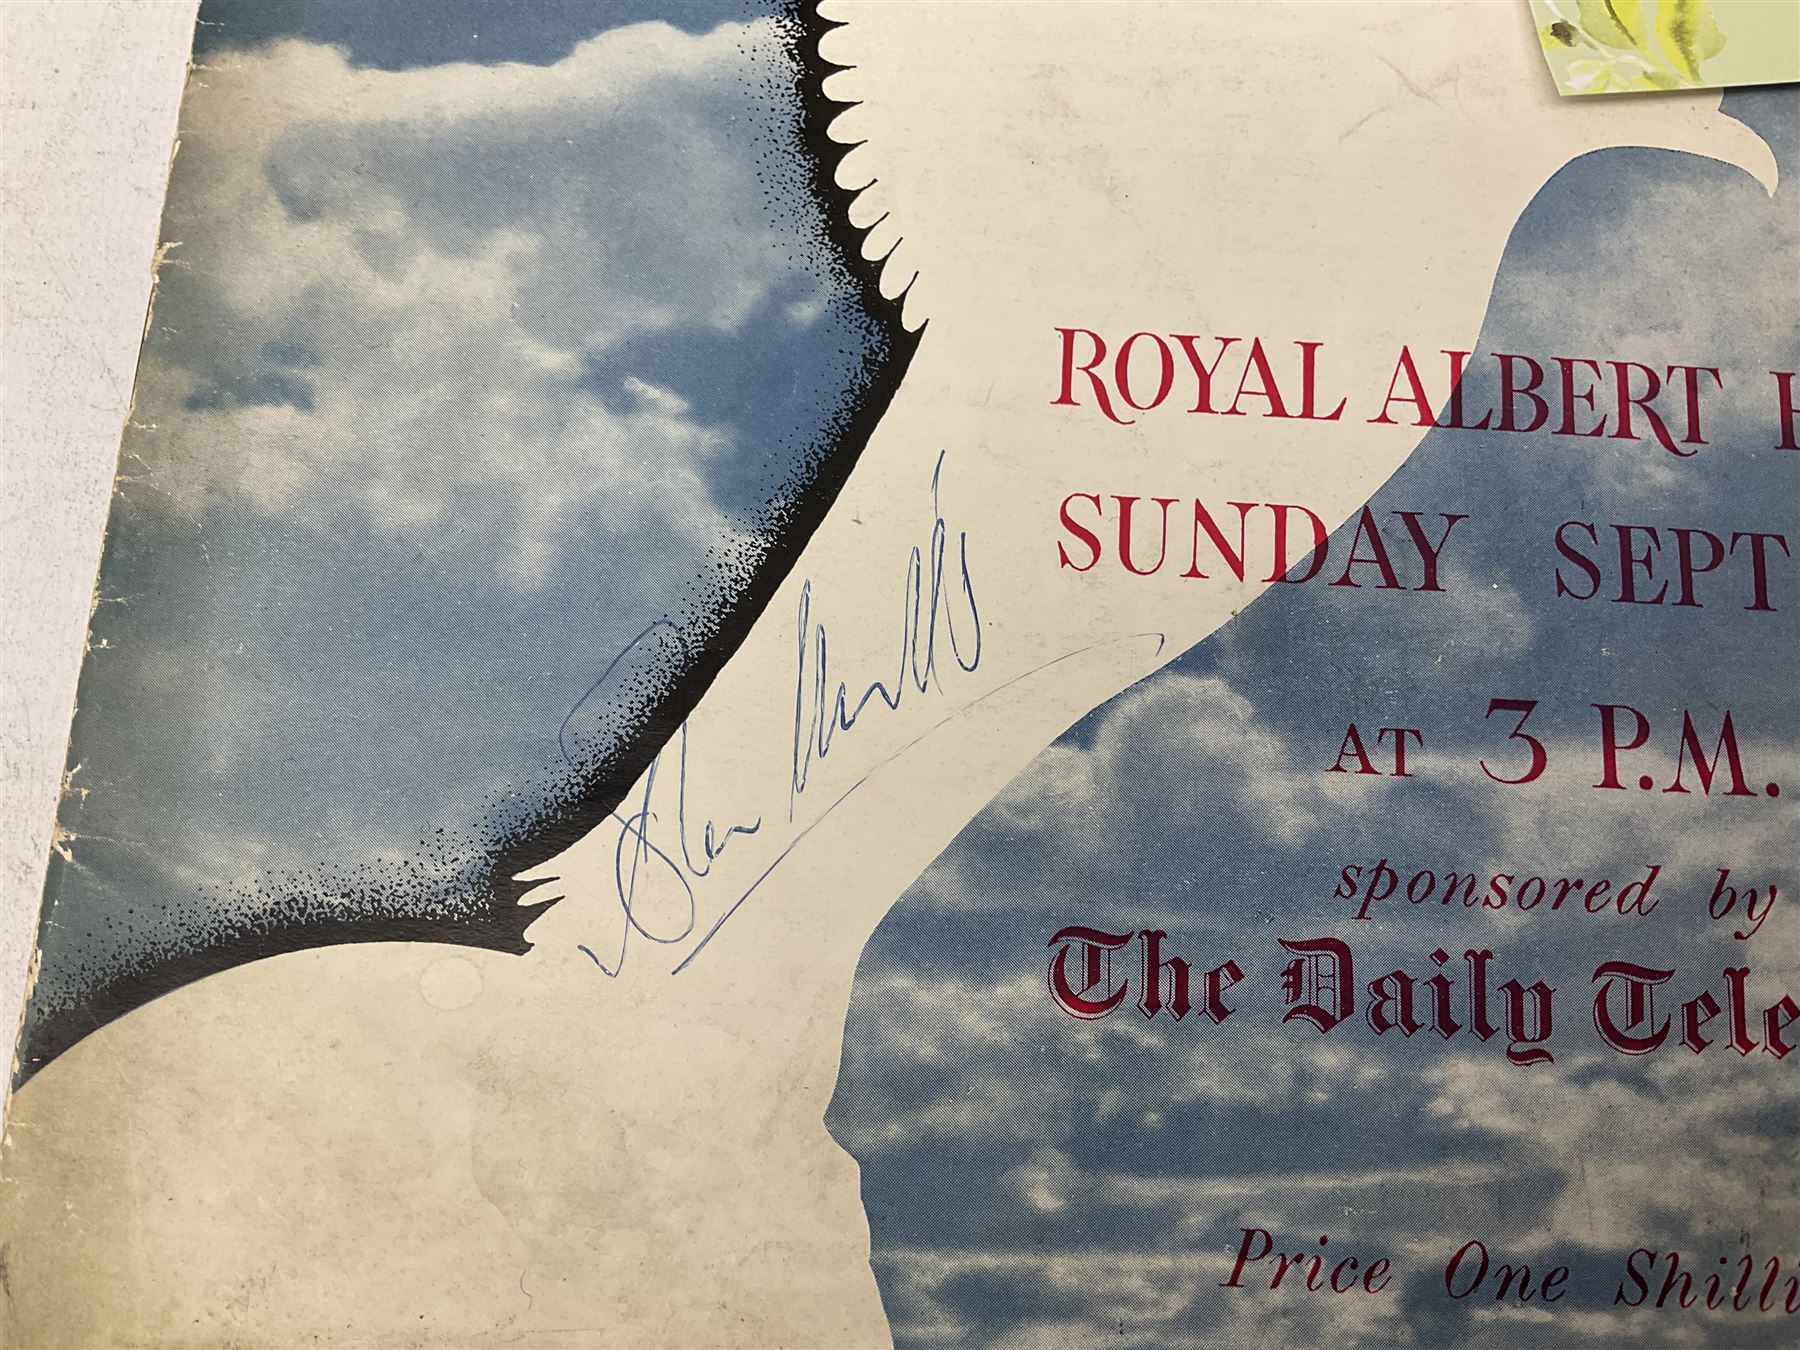 ROYAL ALBERT H
SUNDAY SEPT
AT 3 P.M.
sponsored by
The Daily Tele
Price One Shilli